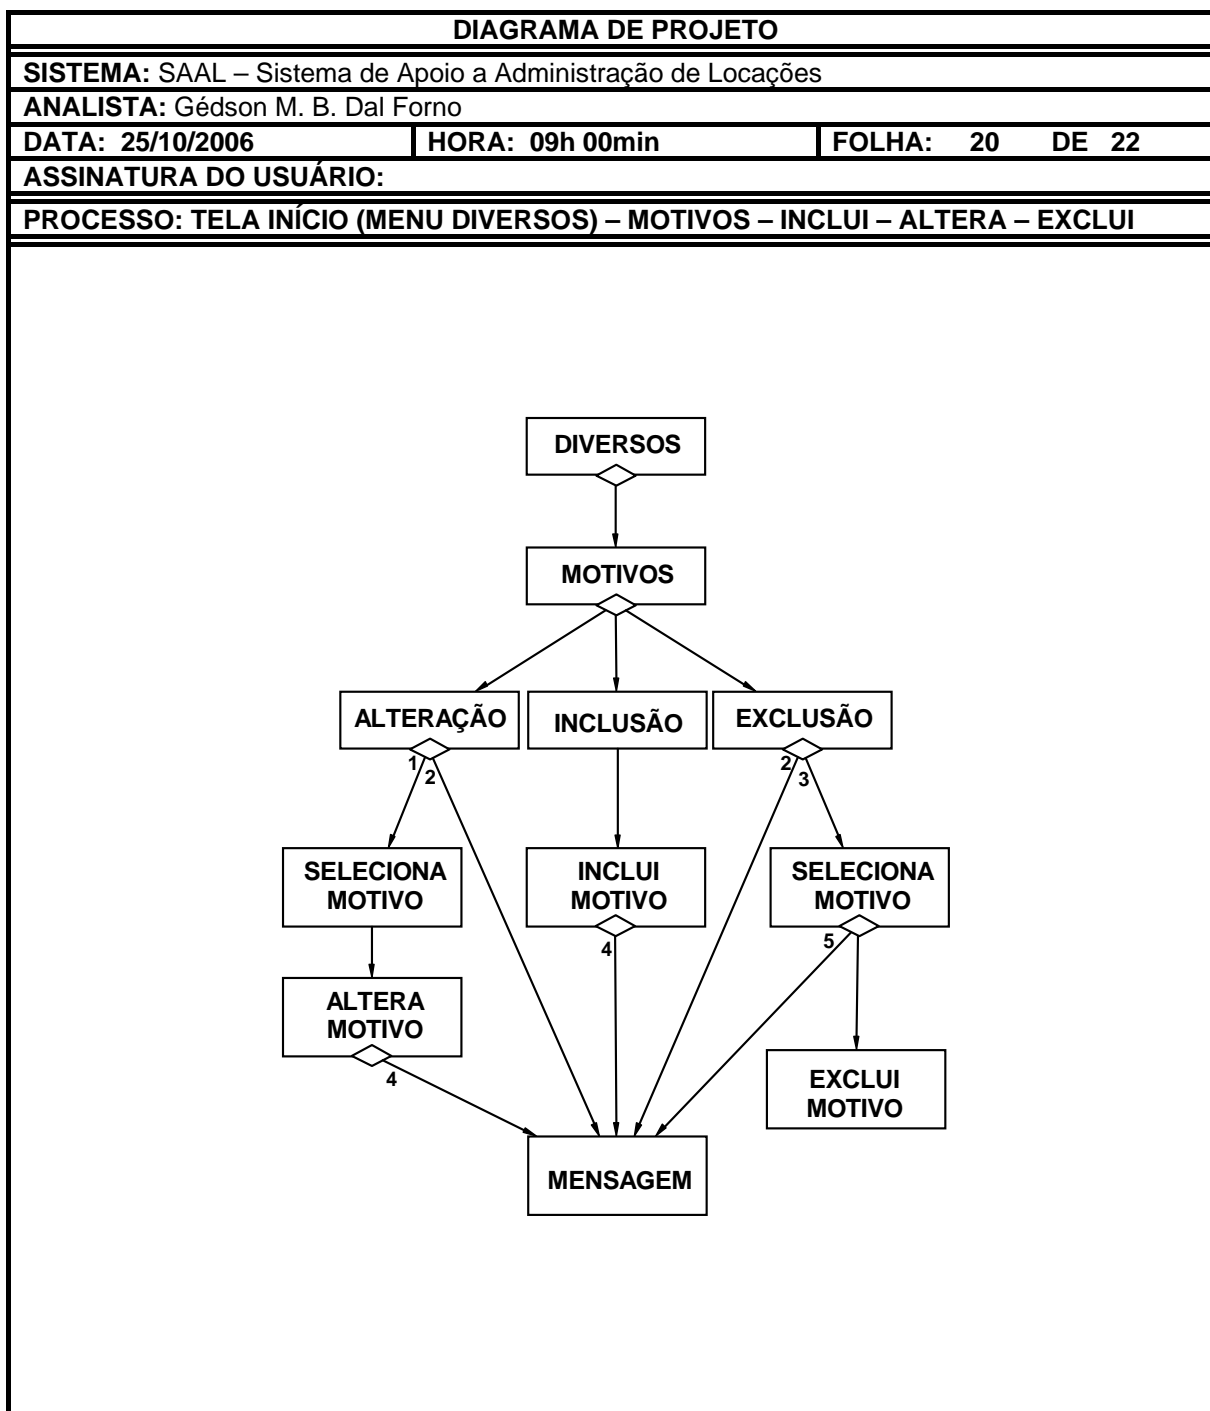 DIAGRAMA DE PROJETO
SISTEMA: SAAL – Sistema de Apoio a Administração de Locações
ANALISTA: Gédson M. B. Dal Forno
DATA: 25/10/2006 HORA: 09h 00min FOLHA: 20 DE 22
ASSINATURA DO USUÁRIO:
PROCESSO: TELA INÍCIO (MENU DIVERSOS) – MOTIVOS – INCLUI – ALTERA – EXCLUI
DIVERSOS
MOTIVOS
ALTERAÇÃO INCLUSÃO EXCLUSÃO
1 2 2 3
SELECIONA INCLUI SELECIONA
MOTIVO MOTIVO MOTIVO
4 5
ALTERA
MOTIVO
4
EXCLUI
MOTIVO
MENSAGEM